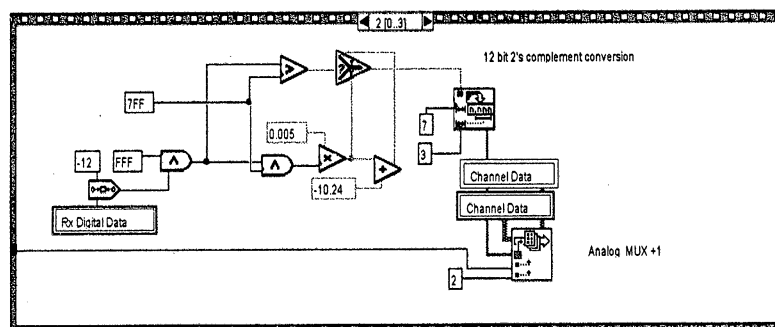 2 [0..3]
12 bit 2's complement conversion
7FF
7
0.005
-12
FFF
3
-10.24
Channel Data
Channel Data
Rx Digital Data
Analog MUX +1
2